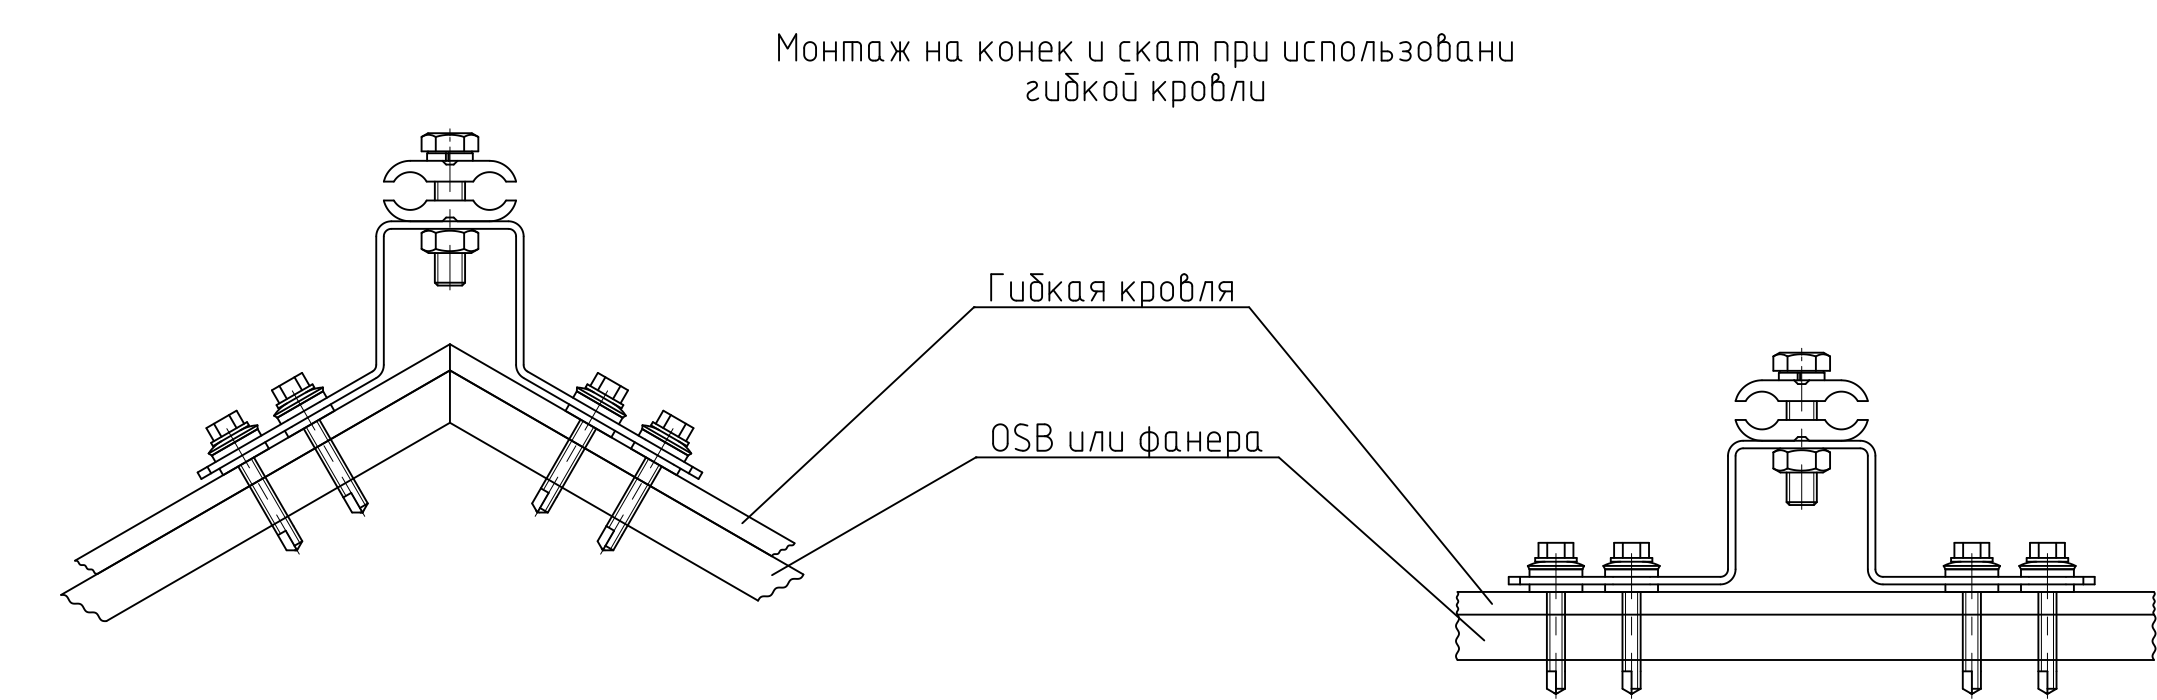 Монтаж на конек и скат при использовани
гибкой кровли
Гибкая кровля
OSB или фанера